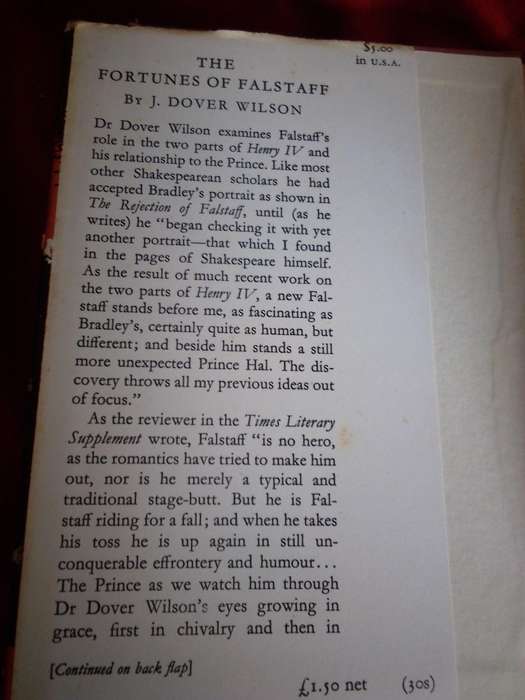 $5.00
in U.S.A.
THE
FORTUNES OF FALSTAFF
By J. DOVER WILSON
Dr Dover Wilson examines Falstaff's
role in the two parts of Henry IV and
his relationship to the Prince. Like most
other Shakespearean scholars he had
accepted Bradley's portrait as shown in
The Rejection of Falstaff, until (as he
writes) he "began checking it with yet
another portrait—that which I found
in the pages of Shakespeare himself.
As the result of much recent work on
the two parts of Henry IV, a new Fal-
staff stands before me, as fascinating as
Bradley's, certainly quite as human, but
different; and beside him stands a still
more unexpected Prince Hal. The dis-
covery throws all my previous ideas out
of focus."
As the reviewer in the Times Literary
Supplement wrote, Falstaff "is no hero,
as the romantics have tried to make him
out, nor is he merely a typical and
traditional stage-butt. But he is Fal-
staff riding for a fall; and when he takes
his toss he is up again in still un-
conquerable effrontery and humour...
The Prince as we watch him through
Dr Dover Wilson's eyes growing in
grace, first in chivalry and then in
[Continued on back flap]
£1.50 net (30s)